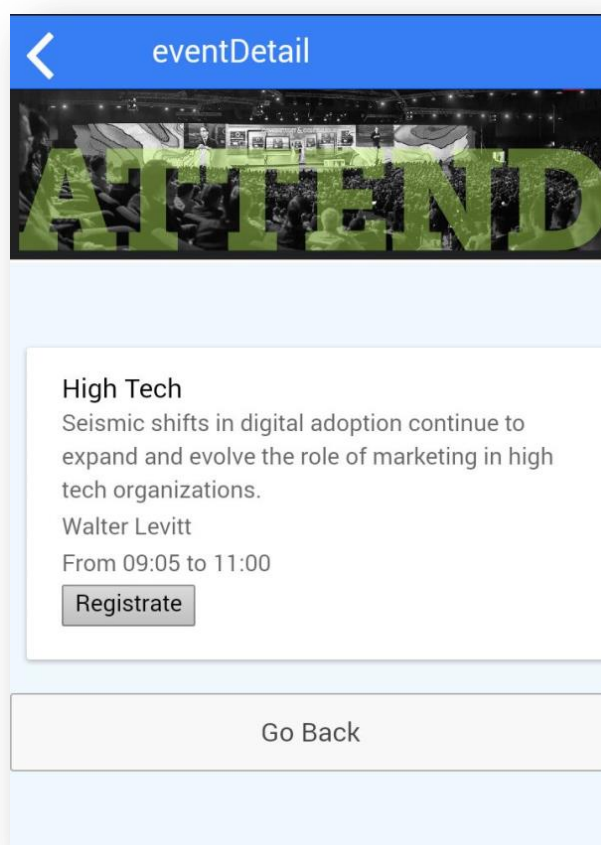 eventDetail
ATTEND
High Tech
Seismic shifts in digital adoption continue to
expand and evolve the role of marketing in high
tech organizations.
Walter Levitt
From 09:05 to 11:00
Registrate
Go Back